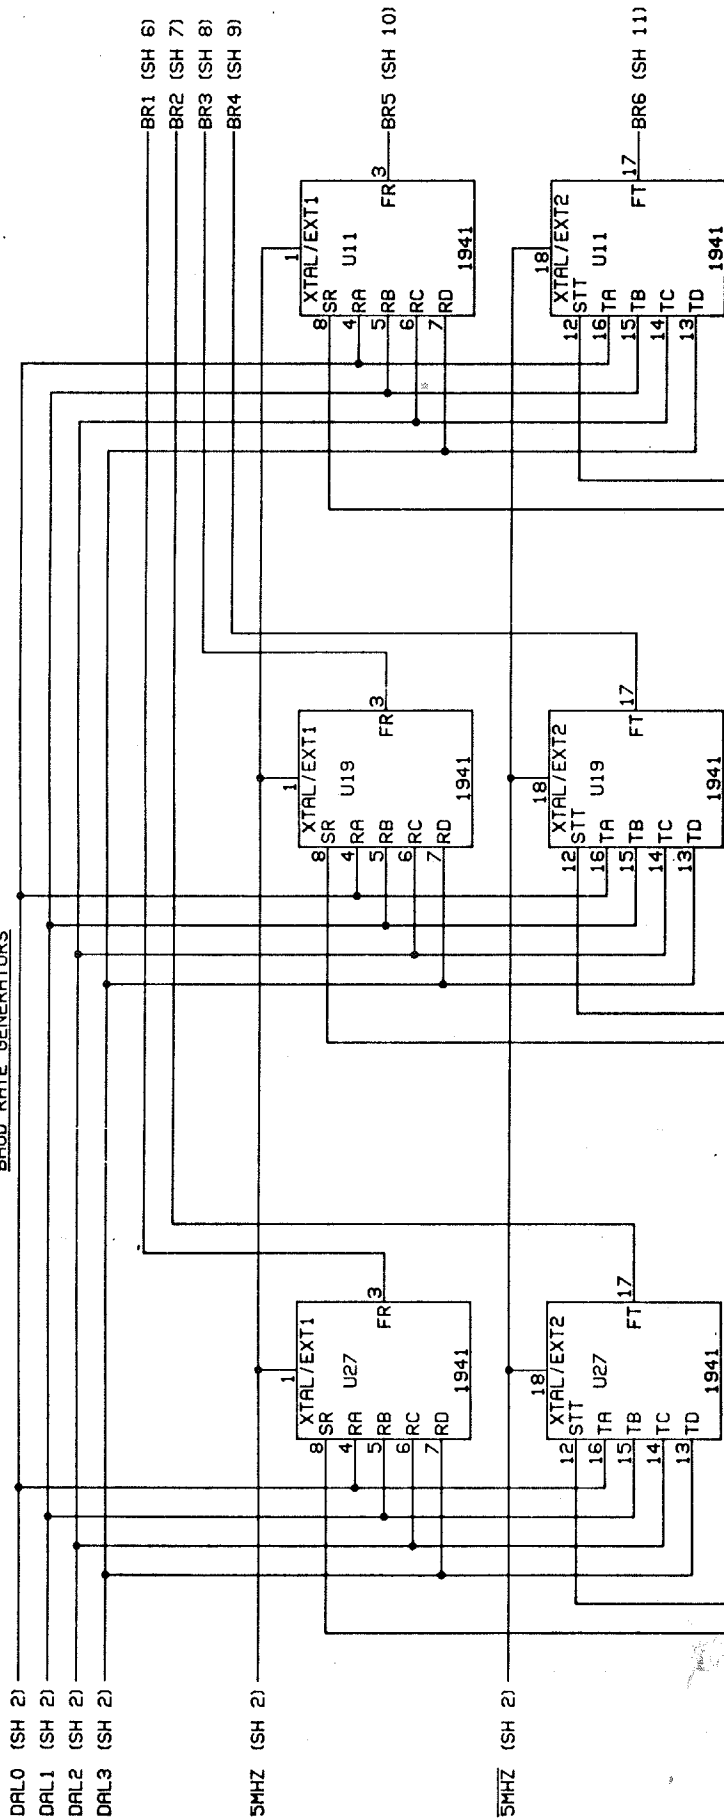 BAUD RATE GENERATORS
DAL0 (SH 2)
DAL1 (SH 2)
DAL2 (SH 2)
DAL3 (SH 2)
BR1 (SH 6)
BR2 (SH 7)
BR3 (SH 8)
BR4 (SH 9)
5MHZ (SH 2)
1
XTAL/EXT1
8 SR
U27
4 RA
5 RB
FR 3
6 RC
7 RD
1941
1
XTAL/EXT1
8 SR
U19
4 RA
5 RB
FR 3
6 RC
7 RD
1941
1
XTAL/EXT1
8 SR
U11
4 RA
5 RB
FR 3
BR5 (SH 10)
6 RC
7 RD
1941
5MHZ (SH 2)
18
XTAL/EXT2
12 STT
U27
16 TA
15 TB
FT 17
14 TC
13 TD
1941
18
XTAL/EXT2
12 STT
U19
16 TA
15 TB
FT 17
14 TC
13 TD
1941
18
XTAL/EXT2
12 STT
U11
16 TA
15 TB
FT 17
BR6 (SH 11)
14 TC
13 TD
1941